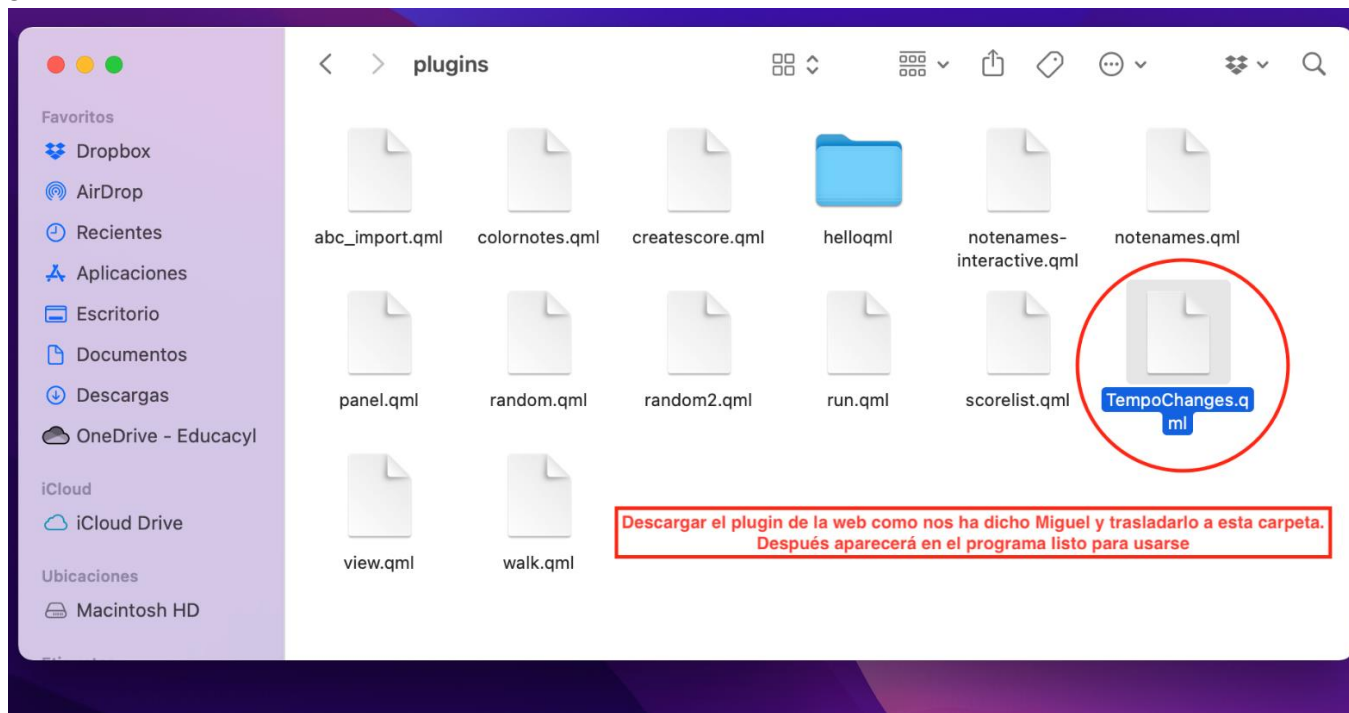 plugins
Favoritos
Dropbox
AirDrop
Recientes
Aplicaciones
Escritorio
Documentos
Descargas
OneDrive - Educacyl
iCloud
iCloud Drive
Ubicaciones
Macintosh HD
abc_import.qml
colornotes.qml
createscore.qml
helloqml
notenames-
interactive.qml
notenames.qml
panel.qml
random.qml
random2.qml
run.qml
scorelist.qml
TempoChanges.q
ml
view.qml
walk.qml
Descargar el plugin de la web como nos ha dicho Miguel y trasladarlo a esta carpeta.
Después aparecerá en el programa listo para usarse